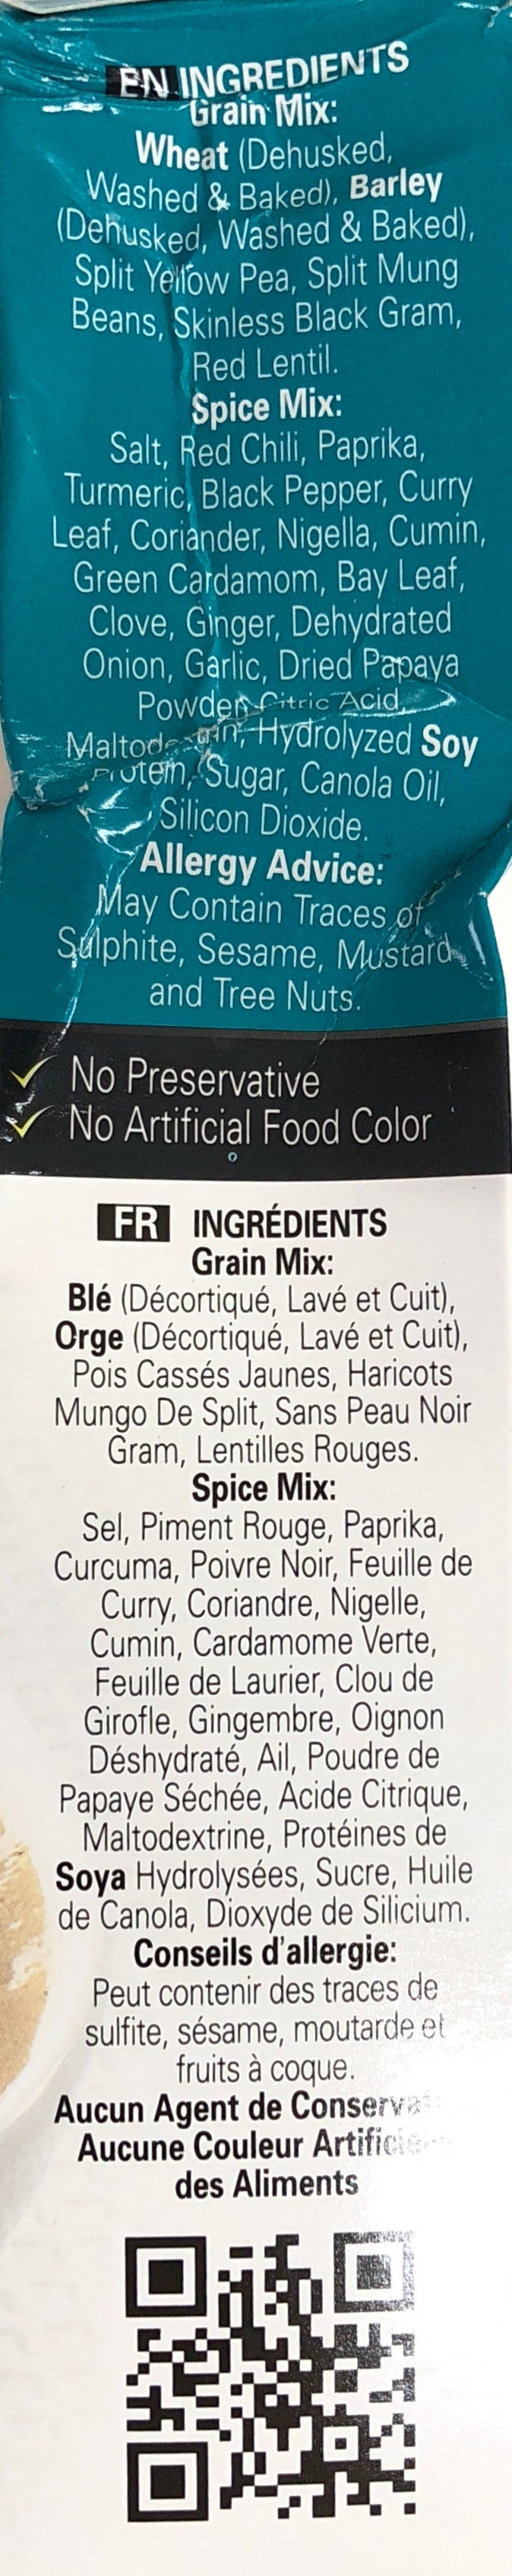 EN INGREDIENTS
Grain Mix:
Wheat (Dehusked,
Washed & Baked), Barley
(Dehusked, Washed & Baked),
Split Yellow Pea, Split Mung
Beans, Skinless Black Gram,
Red Lentil.
Spice Mix:
Salt, Red Chili, Paprika,
Turmeric, Black Pepper, Curry
Leaf, Coriander, Nigella, Cumin,
Green Cardamom, Bay Leaf,
Clove, Ginger, Dehydrated
Onion, Garlic, Dried Papaya
Powder, Citric Acid,
Maltodextrin, Hydrolyzed Soy
Protein, Sugar, Canola Oil,
Silicon Dioxide.
Allergy Advice:
May Contain Traces of
Sulphite, Sesame, Mustard
and Tree Nuts.
No Preservative
No Artificial Food Color
FR INGRÉDIENTS
Grain Mix:
Blé (Décortiqué, Lavé et Cuit),
Orge (Décortiqué, Lavé et Cuit),
Pois Cassés Jaunes, Haricots
Mungo De Split, Sans Peau Noir
Gram, Lentilles Rouges.
Spice Mix:
Sel, Piment Rouge, Paprika,
Curcuma, Poivre Noir, Feuille de
Curry, Coriandre, Nigelle,
Cumin, Cardamome Verte,
Feuille de Laurier, Clou de
Girofle, Gingembre, Oignon
Déshydraté, Ail, Poudre de
Papaye Séchée, Acide Citrique,
Maltodextrine, Protéines de
Soya Hydrolysées, Sucre, Huile
de Canola, Dioxyde de Silicium.
Conseils d'allergie:
Peut contenir des traces de
sulfite, sésame, moutarde et
fruits à coque.
Aucun Agent de
Aucune Couleur
des Aliments